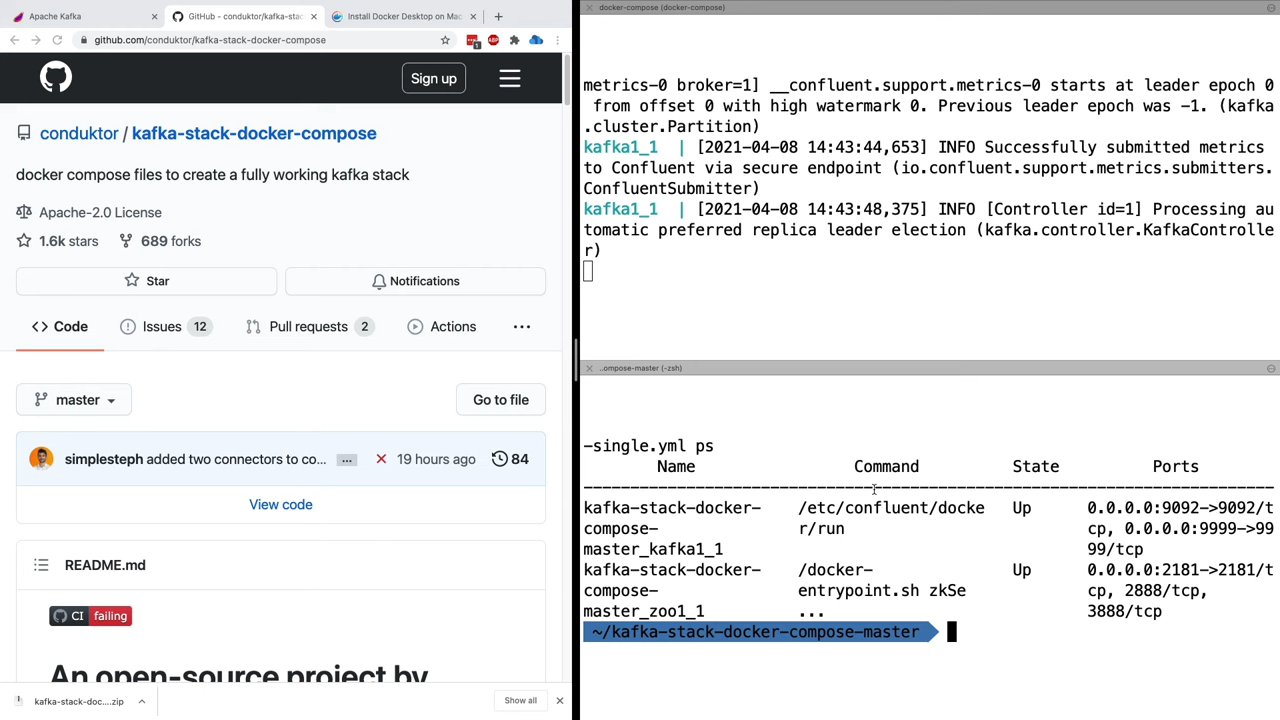 Apache Kafka
GitHub - conduktor/kafka-stac
Install Docker Desktop on Mac
github.com/conduktor/kafka-stack-docker-compose
1
ABP
Sign up
conduktor / kafka-stack-docker-compose
docker compose files to create a fully working kafka stack
Apache-2.0 License
1.6k stars
689 forks
Star
Notifications
Code
Issues 12
Pull requests 2
Actions
...
master
Go to file
simplesteph added two connectors to co... ... 19 hours ago 84
View code
README.md
CI failing
An open-source project by
kafka-stack-doc....zip
Show all
docker-compose (docker-compose)
metrics-0 broker=1] __confluent.support.metrics-0 starts at leader epoch 0
from offset 0 with high watermark 0. Previous leader epoch was -1. (kafka
.cluster.Partition)
kafka1_1 | [2021-04-08 14:43:44,653] INFO Successfully submitted metrics
to Confluent via secure endpoint (io.confluent.support.metrics.submitters.
ConfluentSubmitter)
kafka1_1 | [2021-04-08 14:43:48,375] INFO [Controller id=1] Processing au
tomatic preferred replica leader election (kafka.controller.KafkaControlle
r)
..ompose-master (-zsh)
-single.yml ps
Name Command State Ports
--------------------------------------------------------------------------
kafka-stack-docker- /etc/confluent/docke Up 0.0.0.0:9092->9092/t
compose- r/run cp, 0.0.0.0:9999->99
master_kafka1_1 99/tcp
kafka-stack-docker- /docker- Up 0.0.0.0:2181->2181/t
compose- entrypoint.sh zkSe cp, 2888/tcp,
master_zoo1_1 ... 3888/tcp
~/kafka-stack-docker-compose-master